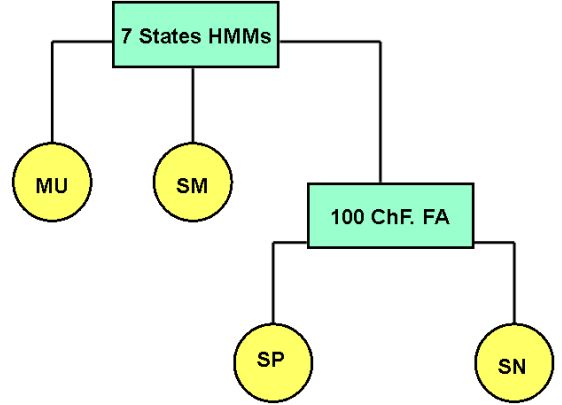 7 States HMMs
MU
SM
100 ChF. FA
SP
SN